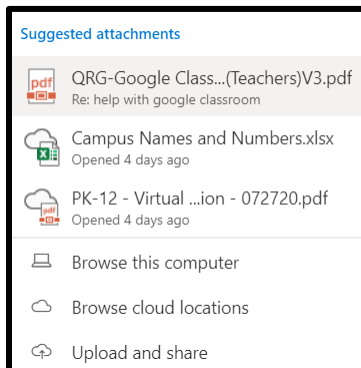 Suggested attachments
pdf
QRG-Google Class...(Teachers)V3.pdf
Re: help with google classroom
Campus Names and Numbers.xlsx
Opened 4 days ago
PK-12 - Virtual ...ion - 072720.pdf
pdf
Opened 4 days ago
Browse this computer
Browse cloud locations
Upload and share